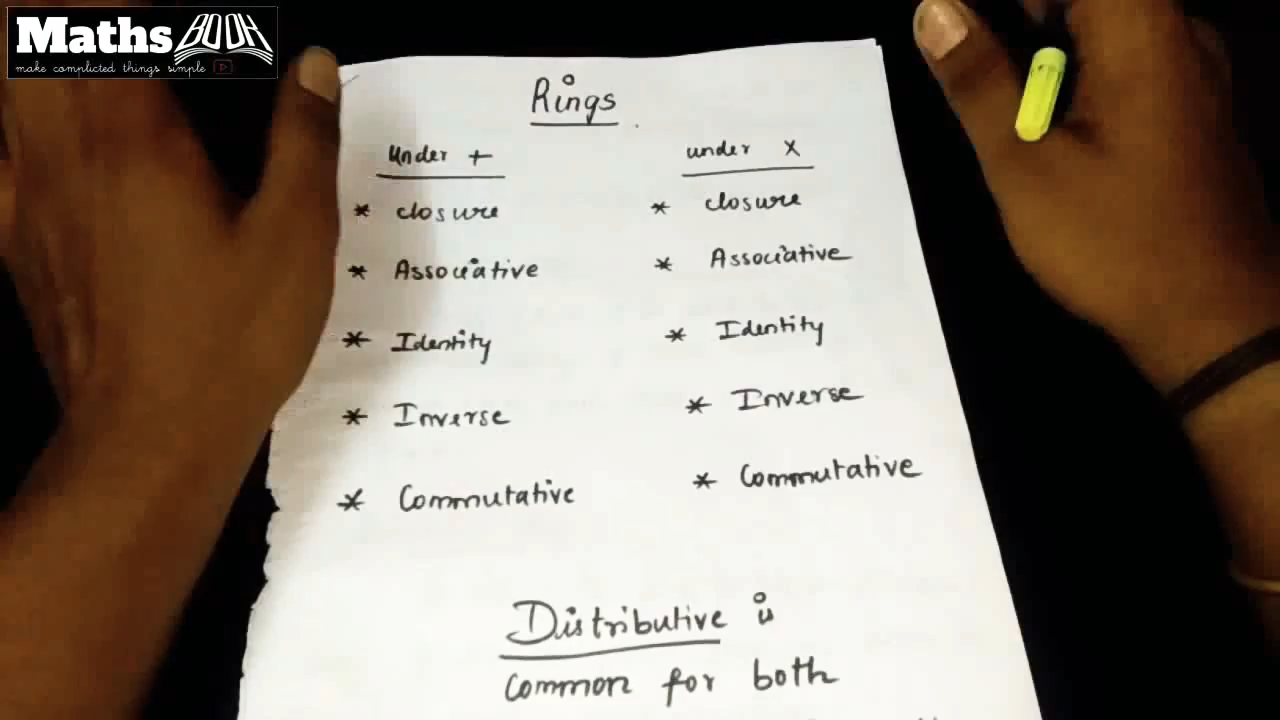 Maths BOOK
make complicted things simple
Rings
Under +
under ×
* closure
* closure
* Associative
* Associative
* Identity
* Identity
* Inverse
* Inverse
* Commutative
* Commutative
Distributive is
common for both